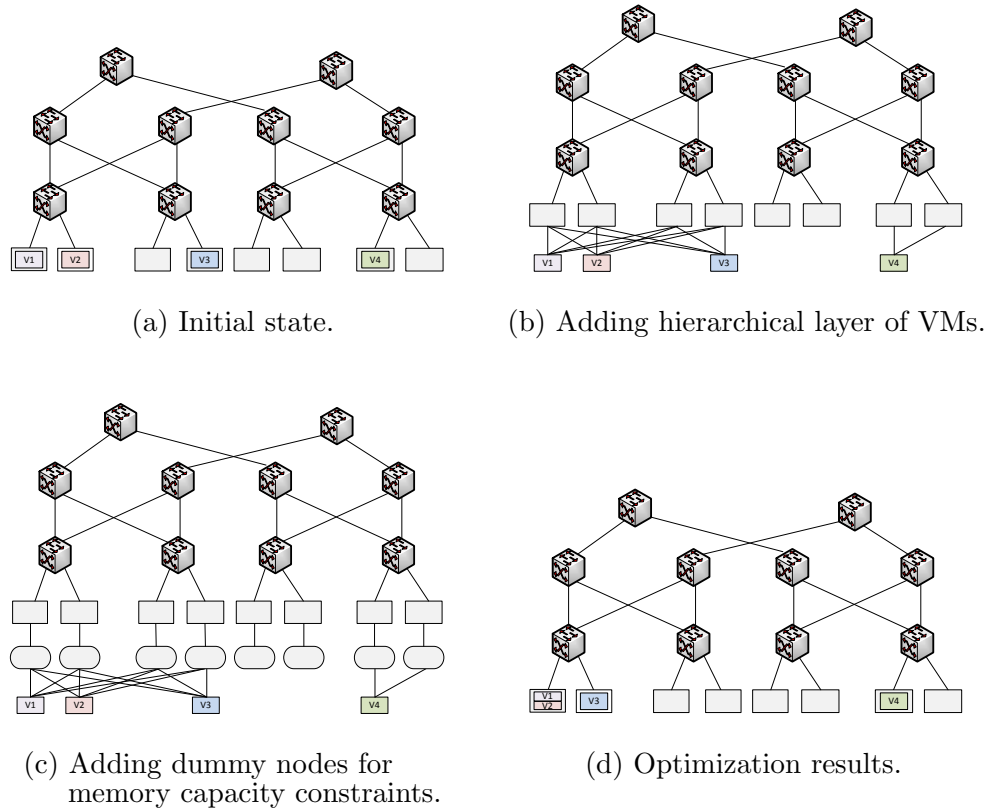 V1 V2 V3 V4
(a) Initial state.
V1 V2 V3 V4
(b) Adding hierarchical layer of VMs.
V1 V2 V3 V4
(c) Adding dummy nodes for
memory capacity constraints.
V1
V2
V3 V4
(d) Optimization results.